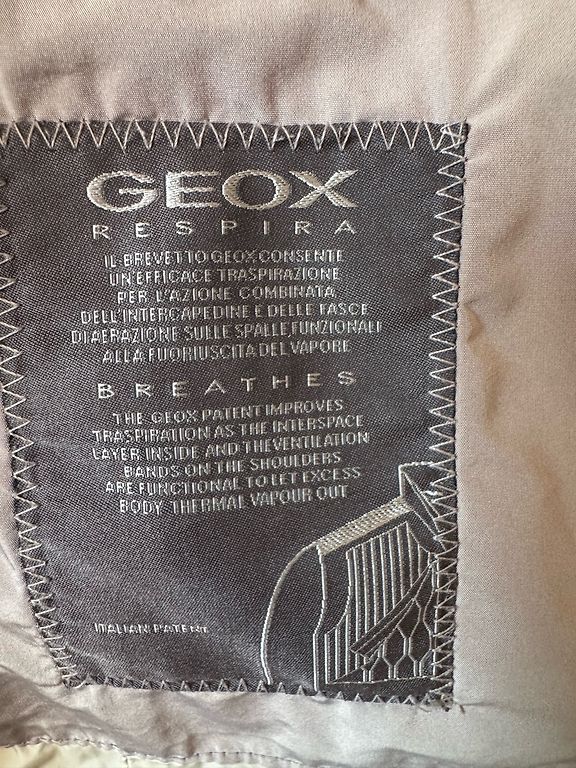 GEOX
RESPIRA
IL BREVETTO GEOX, CONSENTE
UN'EFFICACE TRASPIRAZIONE
PER L'AZIONE COMBINATA
DELL'INTERCAPEDINE E DELLE FASCE
DI AERAZIONE SULLE SPALLE, FUNZIONALI
ALLA FUORIUSCITA DEL VAPORE
BREATHES
THE GEOX PATENT IMPROVES
TRASPIRATION AS THE INTERSPACE
LAYER INSIDE AND THE VENTILATION
BANDS ON THE SHOULDERS
ARE FUNCTIONAL TO LET EXCESS
BODY THERMAL VAPOUR OUT
ITALIAN PATENT